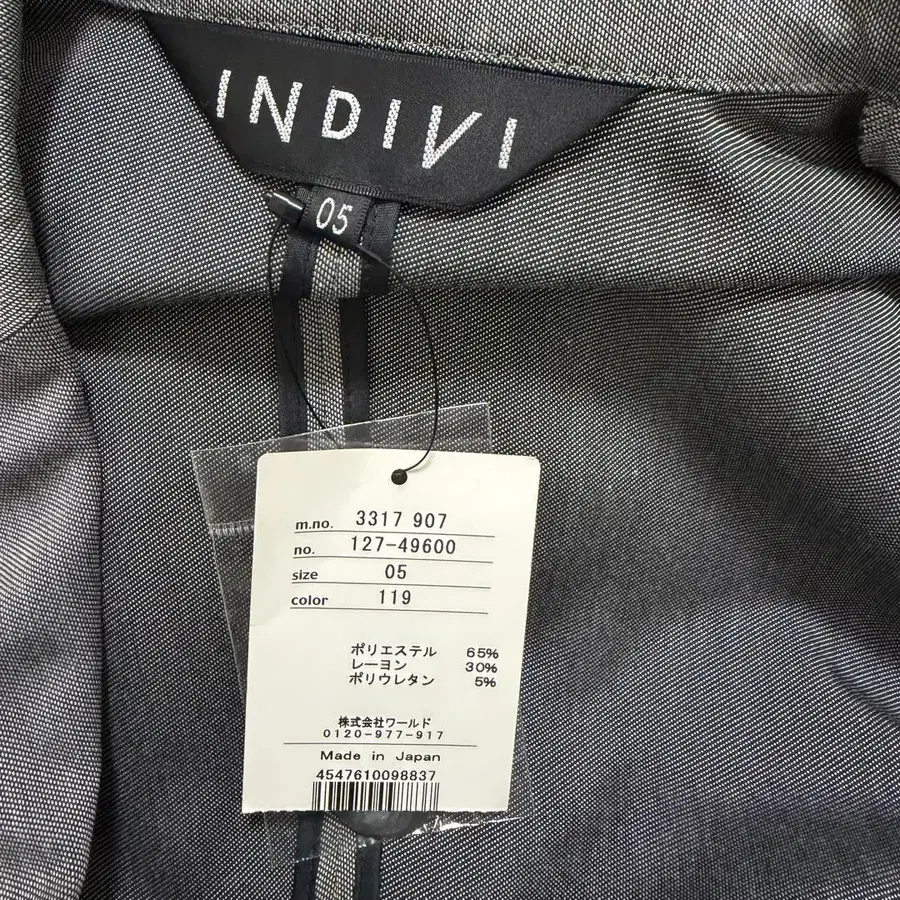 INDIVI
05
m.no. 3317 907
no. 127-49600
size 05
color 119
ポリエステル 65%
レーヨン 30%
ポリウレタン 5%
株式会社ワールド
0120-977-917
Made in Japan
4547610098837